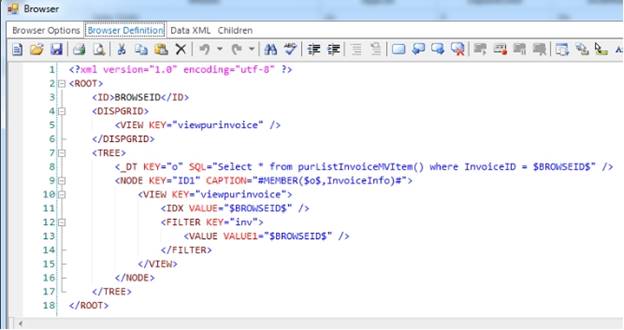 Browser
Browser Options Browser Definition Data XML Children
1 <?xml version="1.0" encoding="utf-8" ?>
2 <ROOT>
3 <ID>BROWSEID</ID>
4 <DISPGRID>
5 <VIEW KEY="viewpurinvoice" />
6 </DISPGRID>
7 <TREE>
8 <_DT KEY="o" SQL="Select * from purListInvoiceMVItem() where InvoiceID = $BROWSEID$" />
9 <NODE KEY="ID1" CAPTION="#MEMBER($o$,InvoiceInfo)#">
10 <VIEW KEY="viewpurinvoice">
11 <IDX VALUE="$BROWSEID$" />
12 <FILTER KEY="inv">
13 <VALUE VALUE1="$BROWSEID$" />
14 </FILTER>
15 </VIEW>
16 </NODE>
17 </TREE>
18 </ROOT>